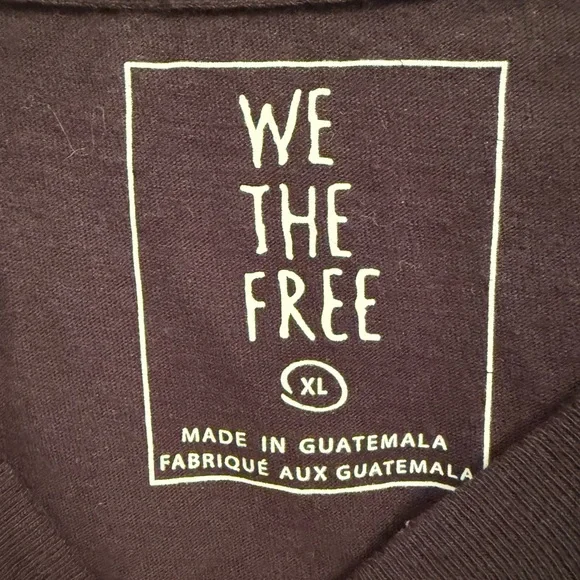 WE
THE
FREE
XL
MADE IN GUATEMALA
FABRIQUÉ AUX GUATEMALA